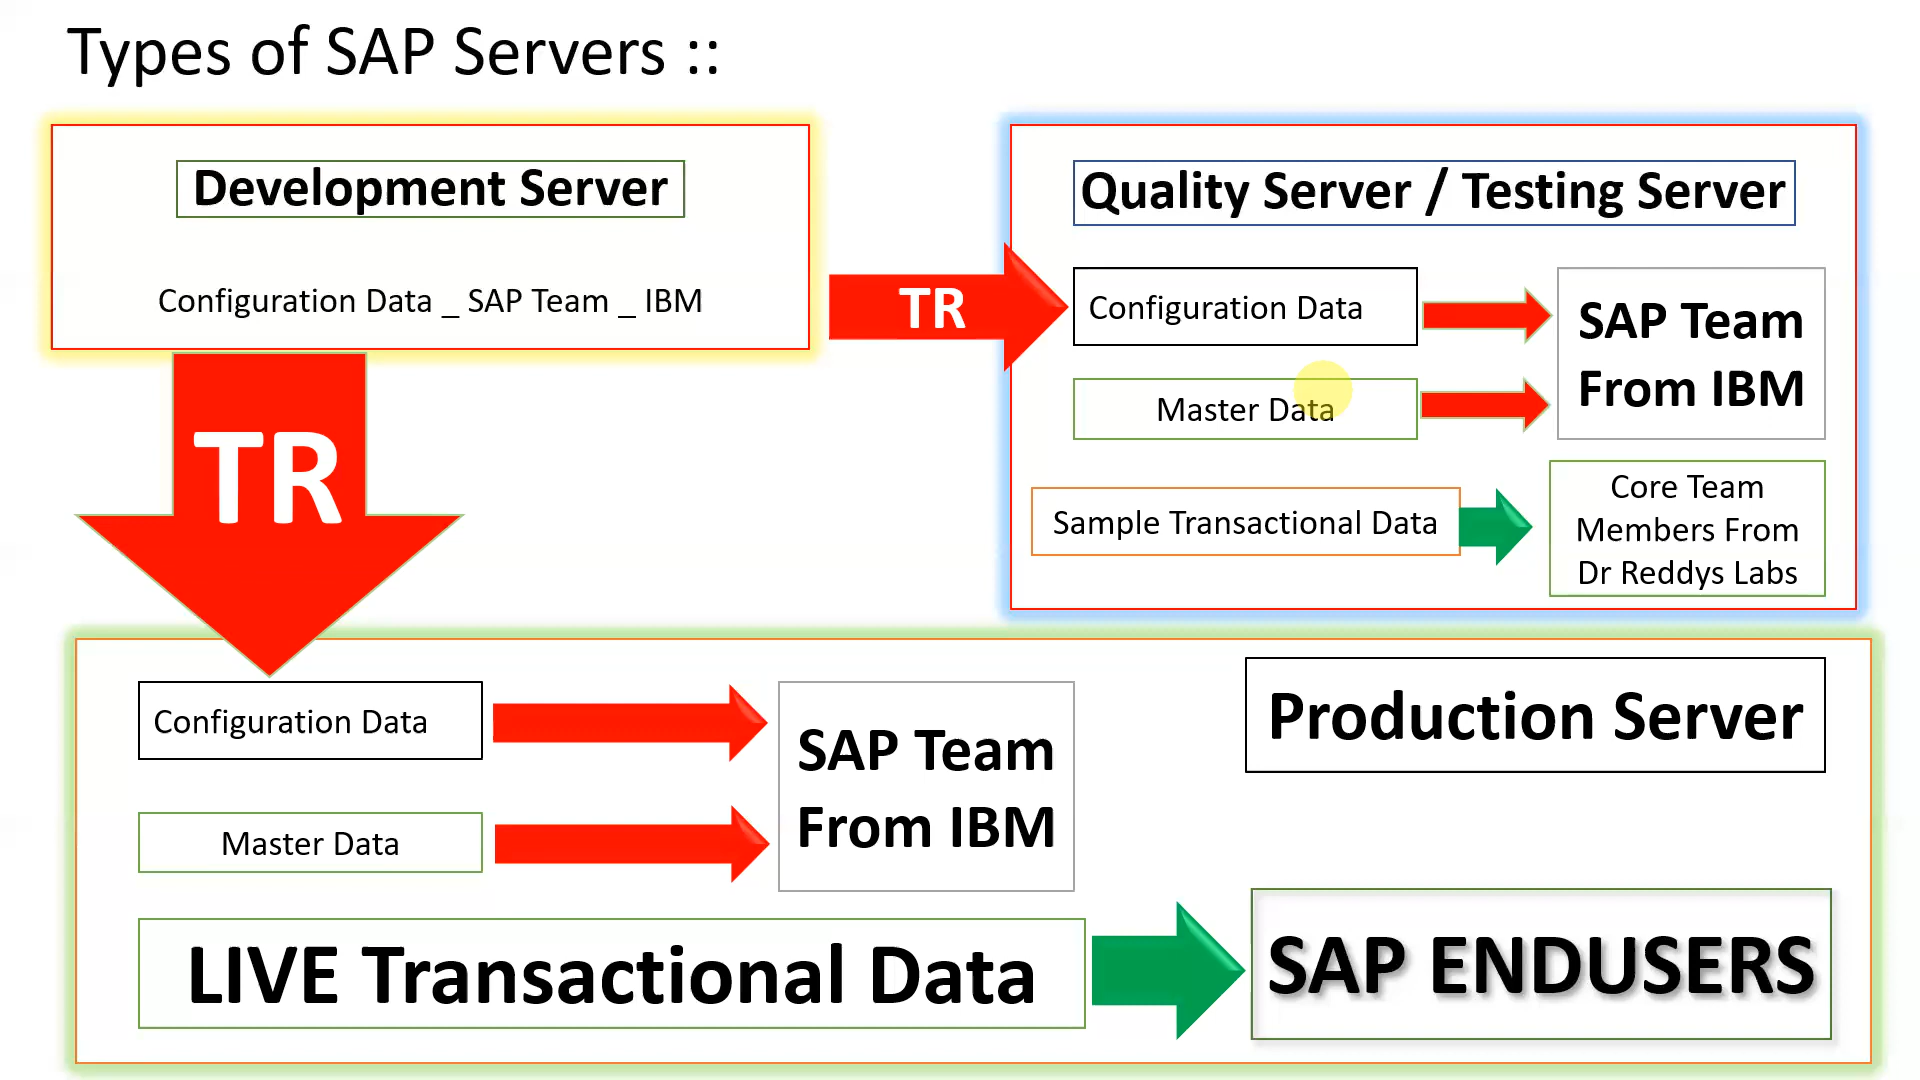 Types of SAP Servers ::
Development Server
Configuration Data _ SAP Team _ IBM
TR
Quality Server / Testing Server
Configuration Data
SAP Team
From IBM
Master Data
Sample Transactional Data
Core Team
Members From
Dr Reddys Labs
TR
Production Server
Configuration Data
SAP Team
From IBM
Master Data
LIVE Transactional Data
SAP ENDUSERS